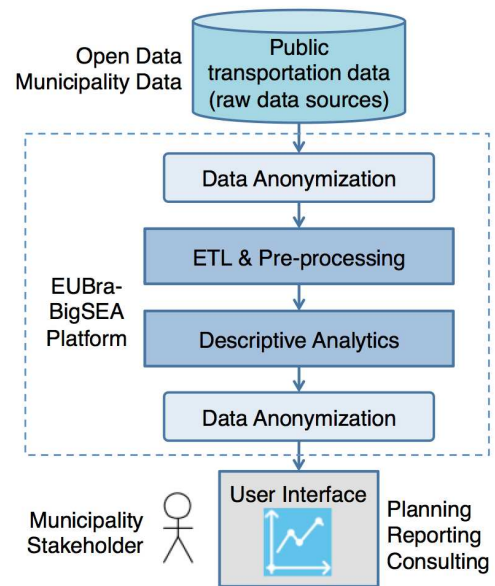 Open Data
Municipality Data
Public
transportation data
(raw data sources)
Data Anonymization
ETL & Pre-processing
EUBra-
BigSEA
Platform
Descriptive Analytics
Data Anonymization
User Interface
Municipality
Stakeholder
Planning
Reporting
Consulting